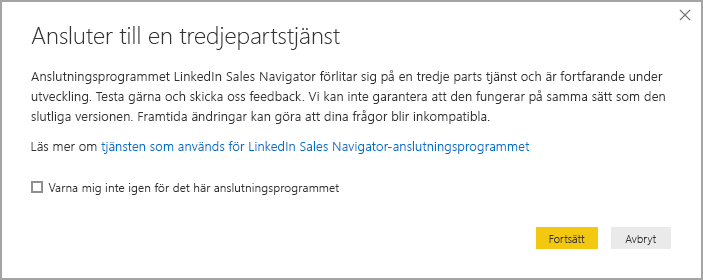 Ansluter till en tredjepartstjänst
Anslutningsprogrammet LinkedIn Sales Navigator förlitar sig på en tredje parts tjänst och är fortfarande under
utveckling. Testa gärna och skicka oss feedback. Vi kan inte garantera att den fungerar på samma sätt som den
slutliga versionen. Framtida ändringar kan göra att dina frågor blir inkompatibla.
Läs mer om tjänsten som används för LinkedIn Sales Navigator-anslutningsprogrammet
Varna mig inte igen för det här anslutningsprogrammet
Fortsätt Avbryt